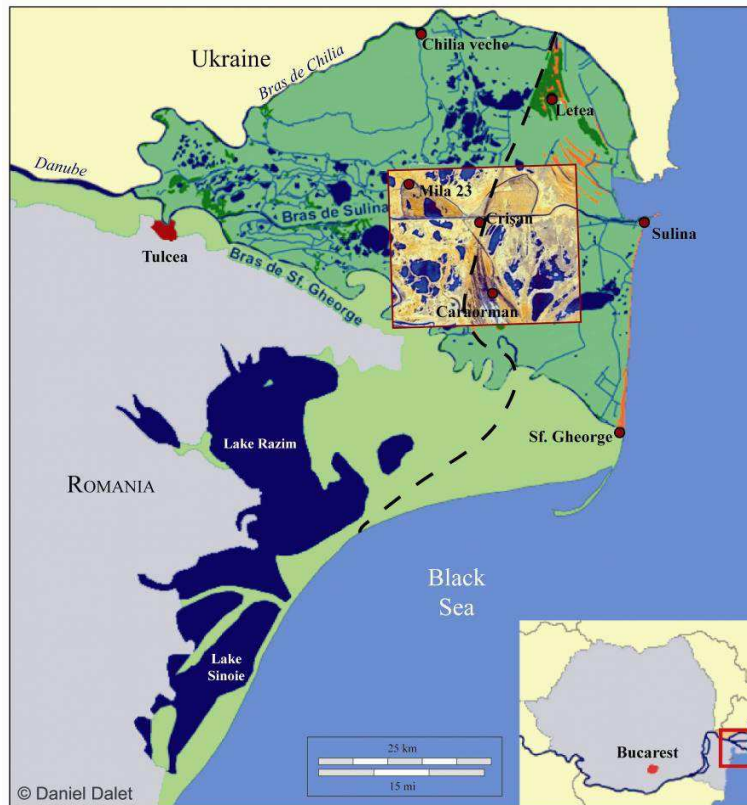 Ukraine
Bras de Chilia
Chilia veche
Letea
Danube
Mila 23
Bras de Sulina
Crisan
Sulina
Tulcea
Bras de Sf. Gheorge
Caraorman
Lake Razim
Sf. Gheorge
ROMANIA
Black
Sea
Lake
Sinoie
25 km
15 mi
Bucarest
© Daniel Dalet